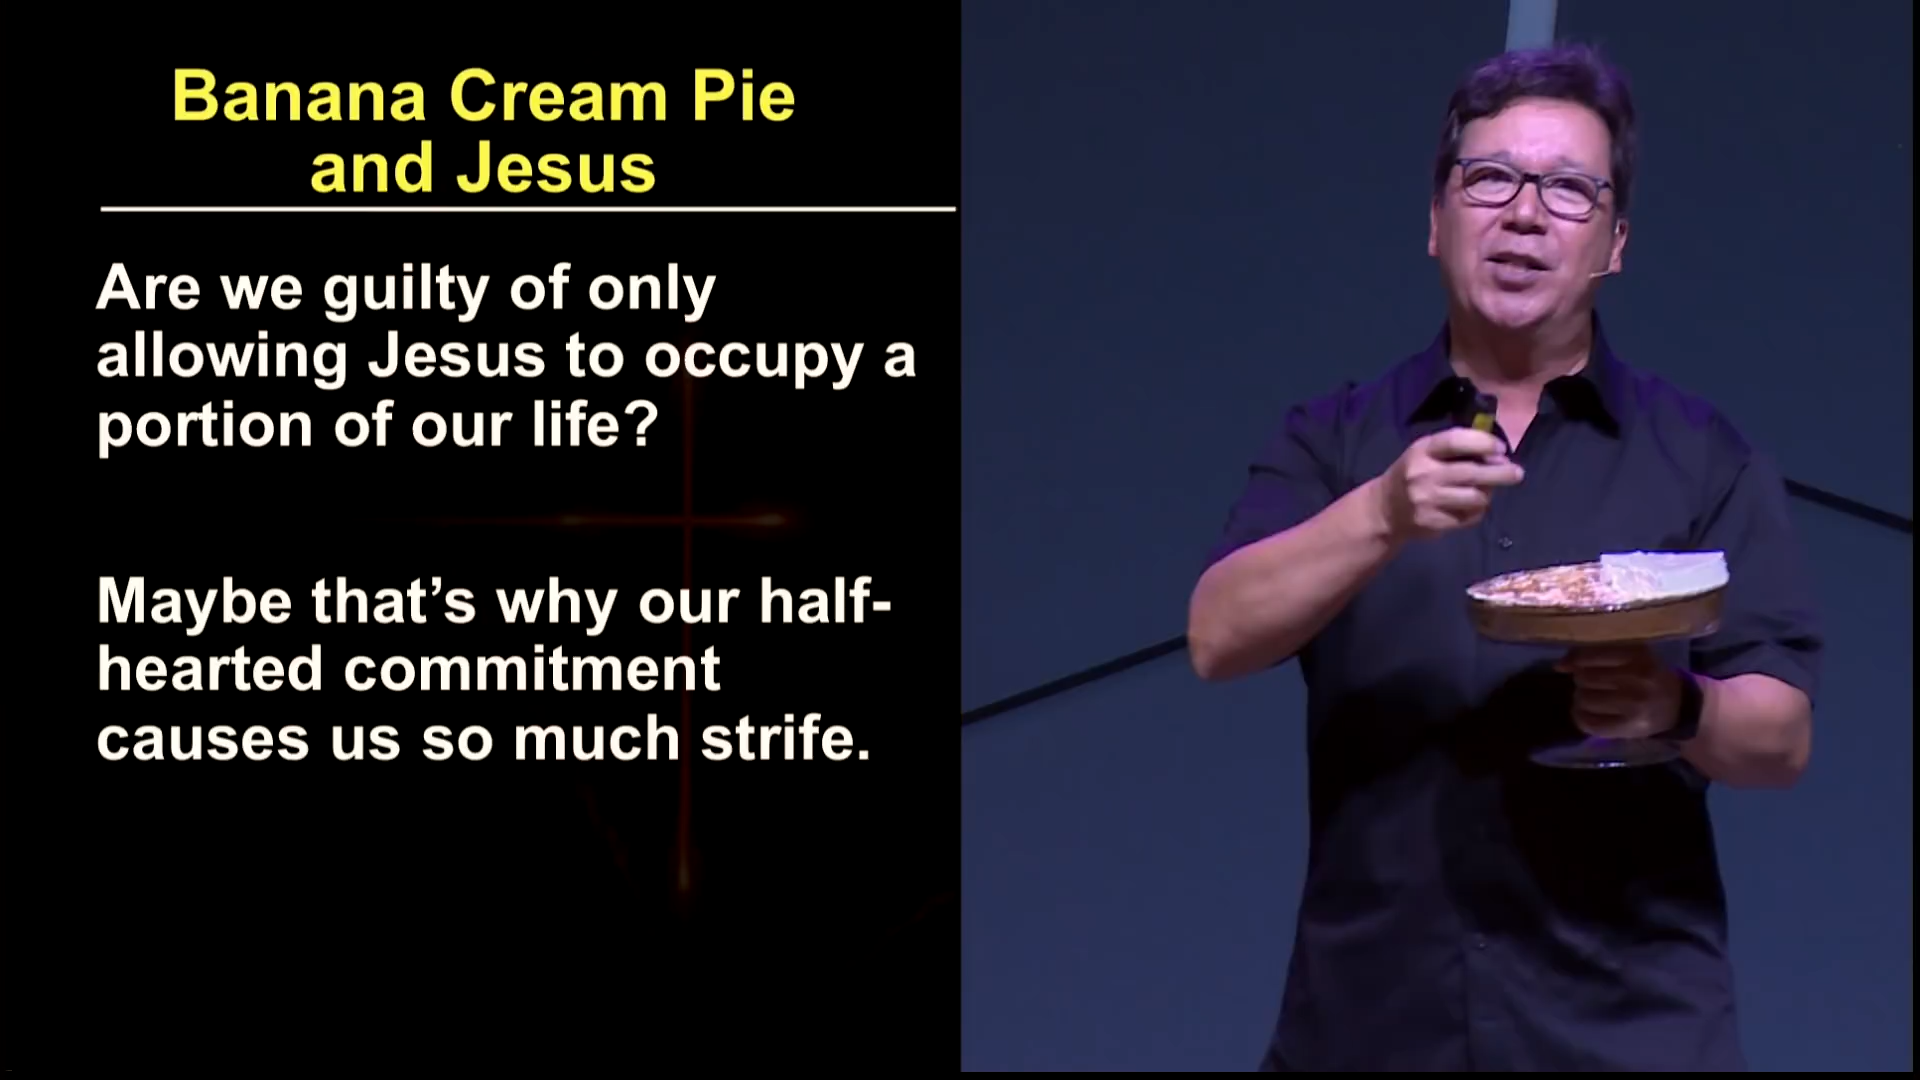 Banana Cream Pie
and Jesus
Are we guilty of only
allowing Jesus to occupy a
portion of our life?
Maybe that’s why our half-
hearted commitment
causes us so much strife.